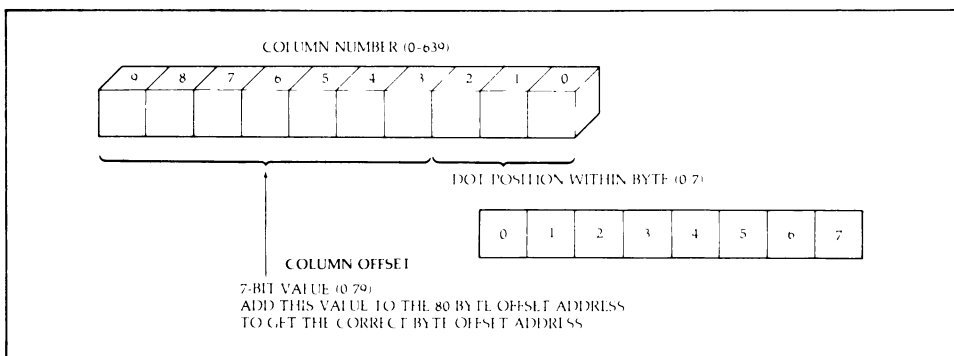 COLUMN NUMBER (0-639)
9 8 7 6 5 4 3 2 1 0
DOT POSITION WITHIN BYTE (0 7)
0 1 2 3 4 5 6 7
COLUMN OFFSET
7-BIT VALUE (0 79)
ADD THIS VALUE TO THE 80 BYTE OFFSET ADDRESS
TO GET THE CORRECT BYTE OFFSET ADDRESS